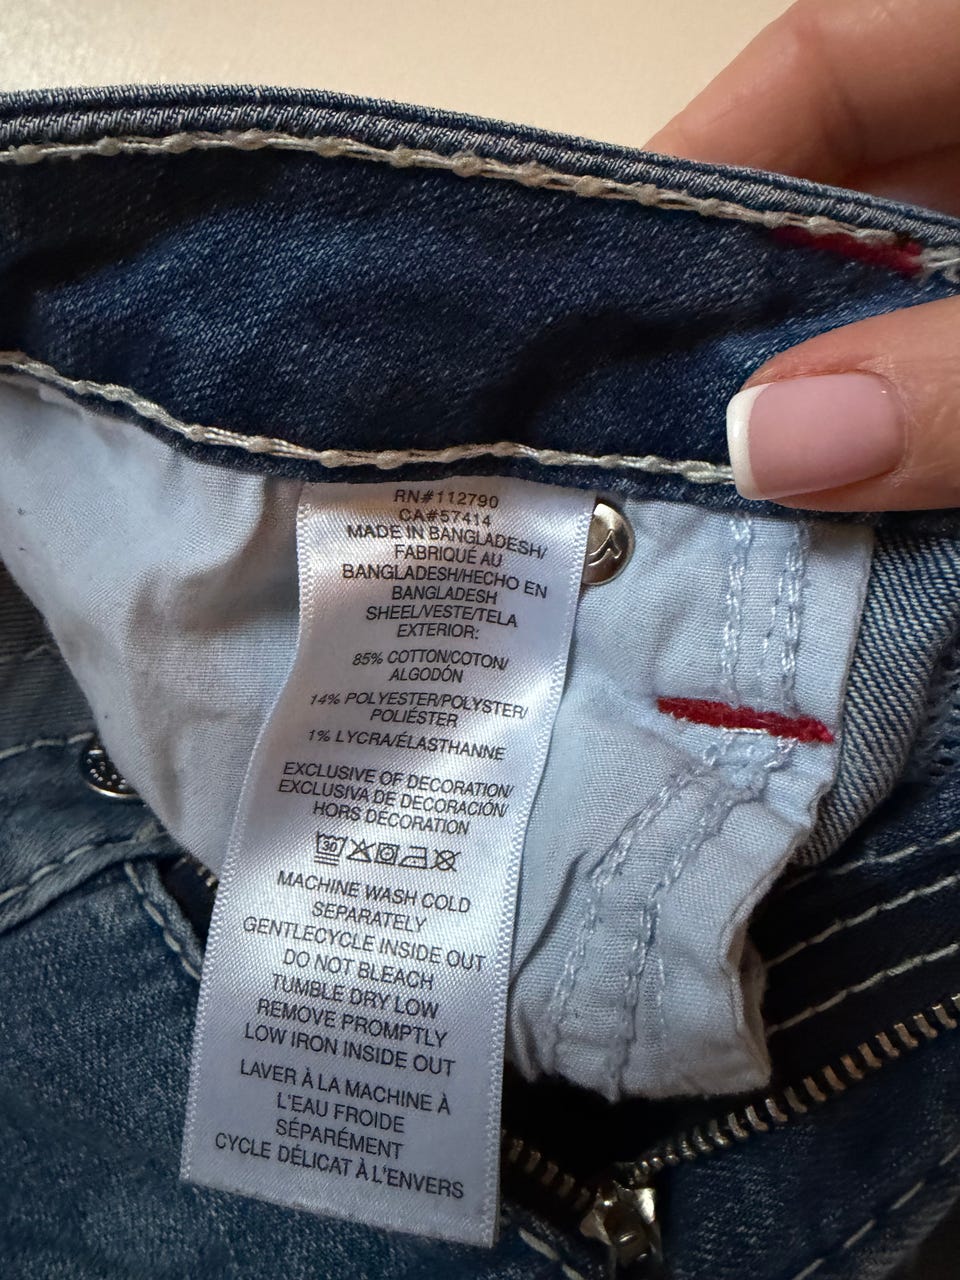 RN#112790
CA#57414
MADE IN BANGLADESH/
FABRIQUÉ AU
BANGLADESH/HECHO EN
BANGLADESH
SHEEL/VESTE/TELA
EXTERIOR:
85% COTTON/COTON/
ALGODÓN
14% POLYESTER/POLYSTER/
POLIÉSTER
1% LYCRA/ÉLASTHANNE
EXCLUSIVE OF DECORATION/
EXCLUSIVA DE DECORACIÓN/
HORS DÉCORATION
30
MACHINE WASH COLD
SEPARATELY
GENTLECYCLE INSIDE OUT
DO NOT BLEACH
TUMBLE DRY LOW
REMOVE PROMPTLY
LOW IRON INSIDE OUT
LAVER À LA MACHINE À
L'EAU FROIDE
SÉPARÉMENT
CYCLE DÉLICAT À L'ENVERS